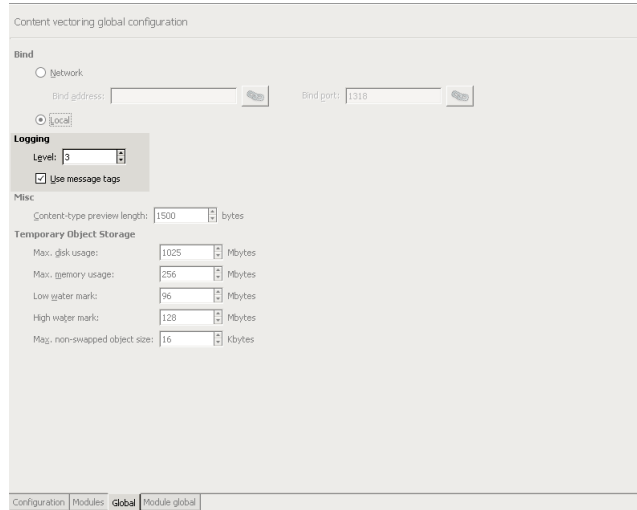 Content vectoring global configuration
Bind
Network
Bind address: Bind port: 1318
Local
Logging
Level: 3
Use message tags
Misc
Content-type preview length: 1500 bytes
Temporary Object Storage
Max. disk usage: 1025 Mbytes
Max. memory usage: 256 Mbytes
Low water mark: 96 Mbytes
High water mark: 128 Mbytes
Max. non-swapped object size: 16 Kbytes
Configuration Modules Global Module global